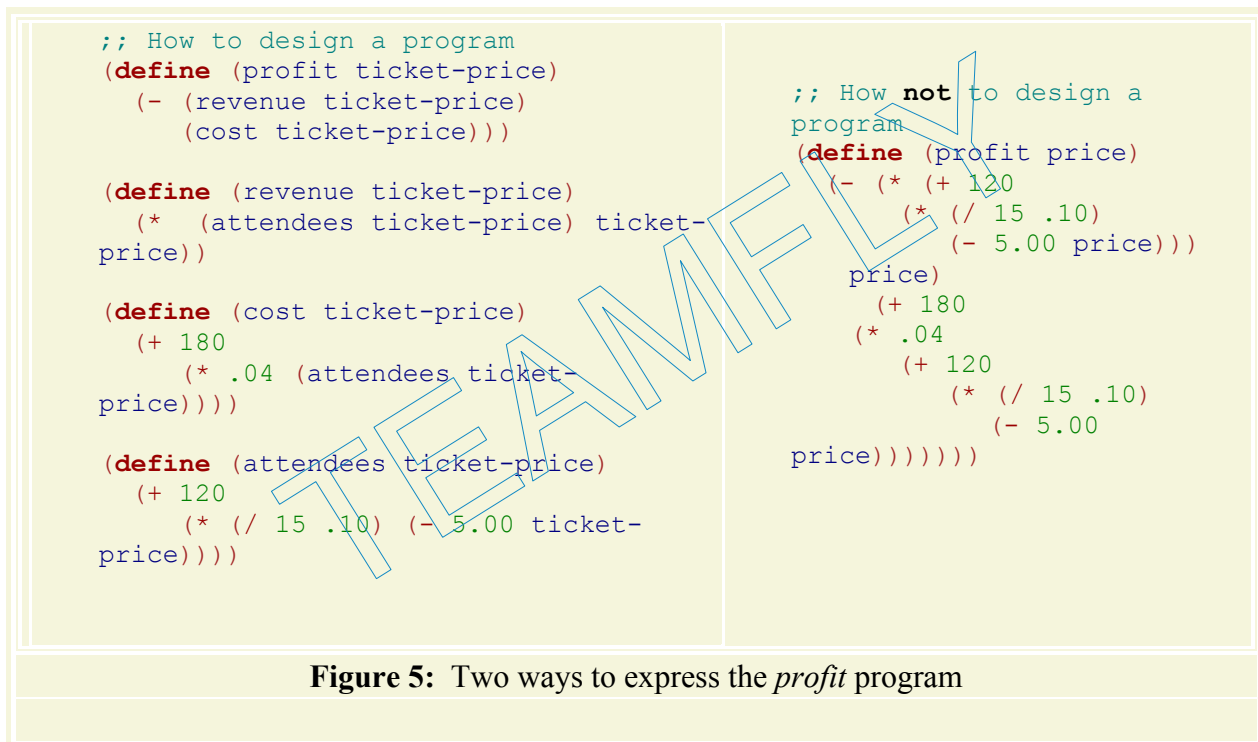 ;; How to design a program
(define (profit ticket-price)
(- (revenue ticket-price)
(cost ticket-price)))
(define (revenue ticket-price)
(* (attendees ticket-price) ticket-
price))
(define (cost ticket-price)
(+ 180
(* .04 (attendees ticket-
price))))
(define (attendees ticket-price)
(+ 120
(* (/ 15 .10) (- 5.00 ticket-
price))))
;; How not to design a
program
(define (profit price)
(- (* (+ 120
(* (/ 15 .10)
(- 5.00 price)))
price)
(+ 180
(* .04
(+ 120
(* (/ 15 .10)
(- 5.00
price)))))))
TEAMFLY
Figure 5: Two ways to express the profit program